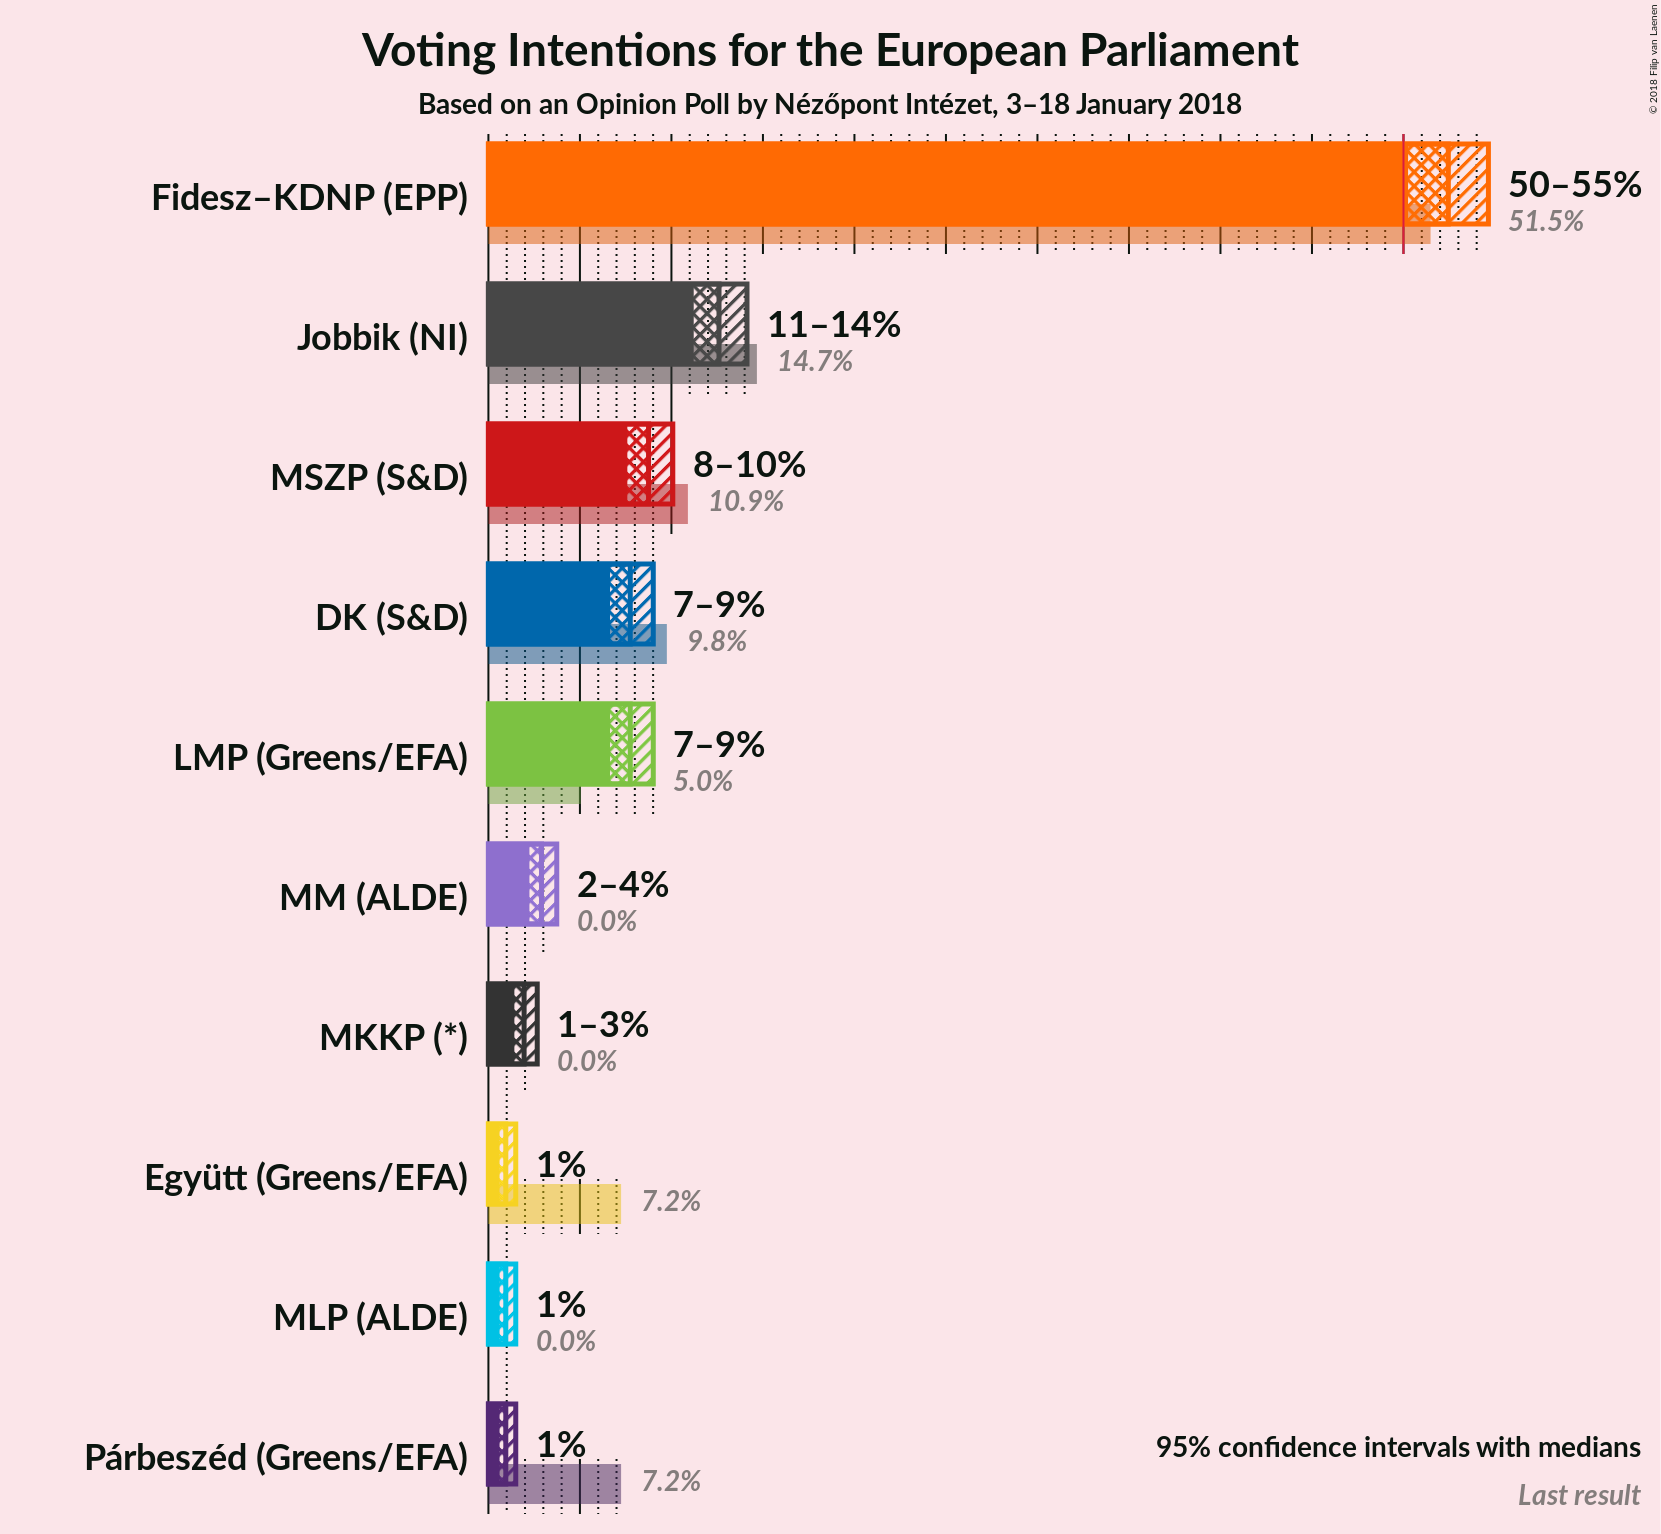 Voting Intentions for the European Parliament
Based on an Opinion Poll by Nézőpont Intézet, 3–18 January 2018
© 2018 Filip van Laenen
Fidesz–KDNP (EPP)
50–55%
51.5%
Jobbik (NI)
11–14%
14.7%
MSZP (S&D)
8–10%
10.9%
DK (S&D)
7–9%
9.8%
LMP (Greens/EFA)
7–9%
5.0%
MM (ALDE)
2–4%
0.0%
MKKP (*)
1–3%
0.0%
Együtt (Greens/EFA)
1%
7.2%
MLP (ALDE)
1%
0.0%
Párbeszéd (Greens/EFA)
1%
7.2%
95% confidence intervals with medians
Last result